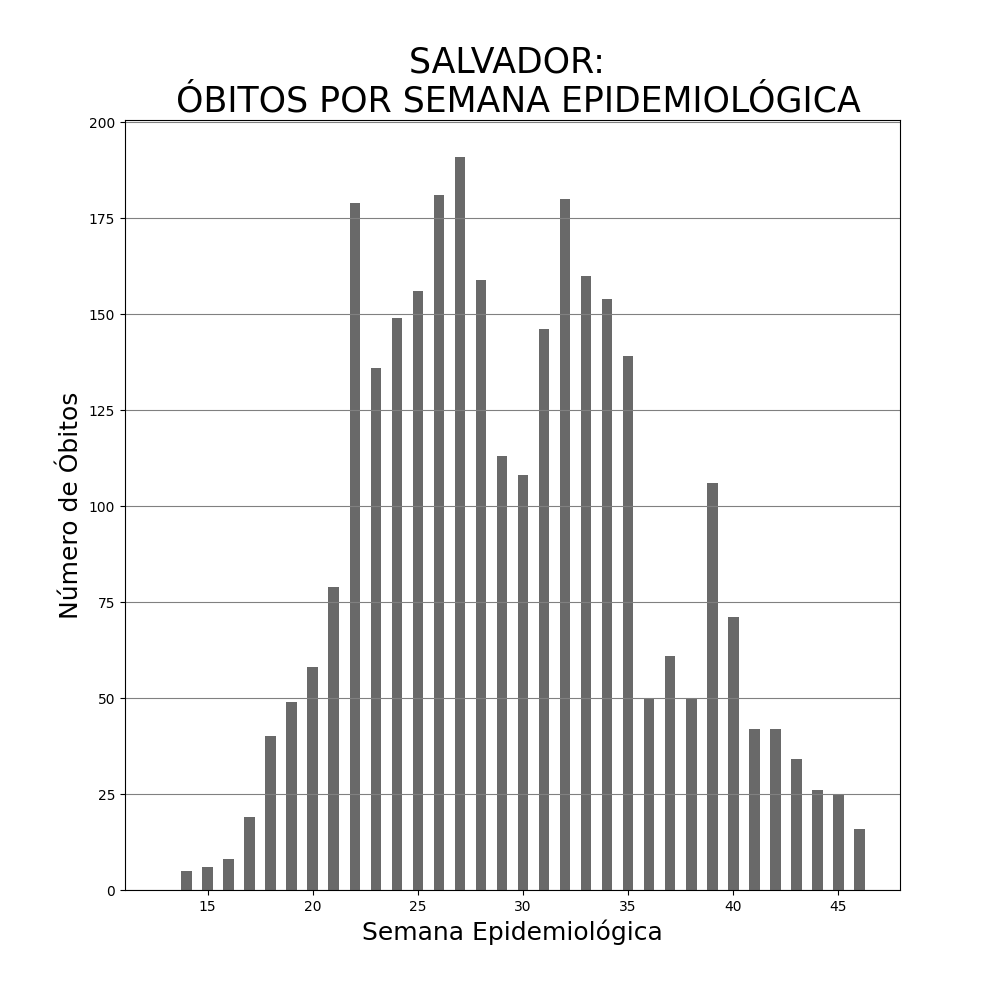 SALVADOR:
ÓBITOS POR SEMANA EPIDEMIOLÓGICA
200
175
150
125
100
75
50
25
0
Número de Óbitos
15 20 25 30 35 40 45
Semana Epidemiológica